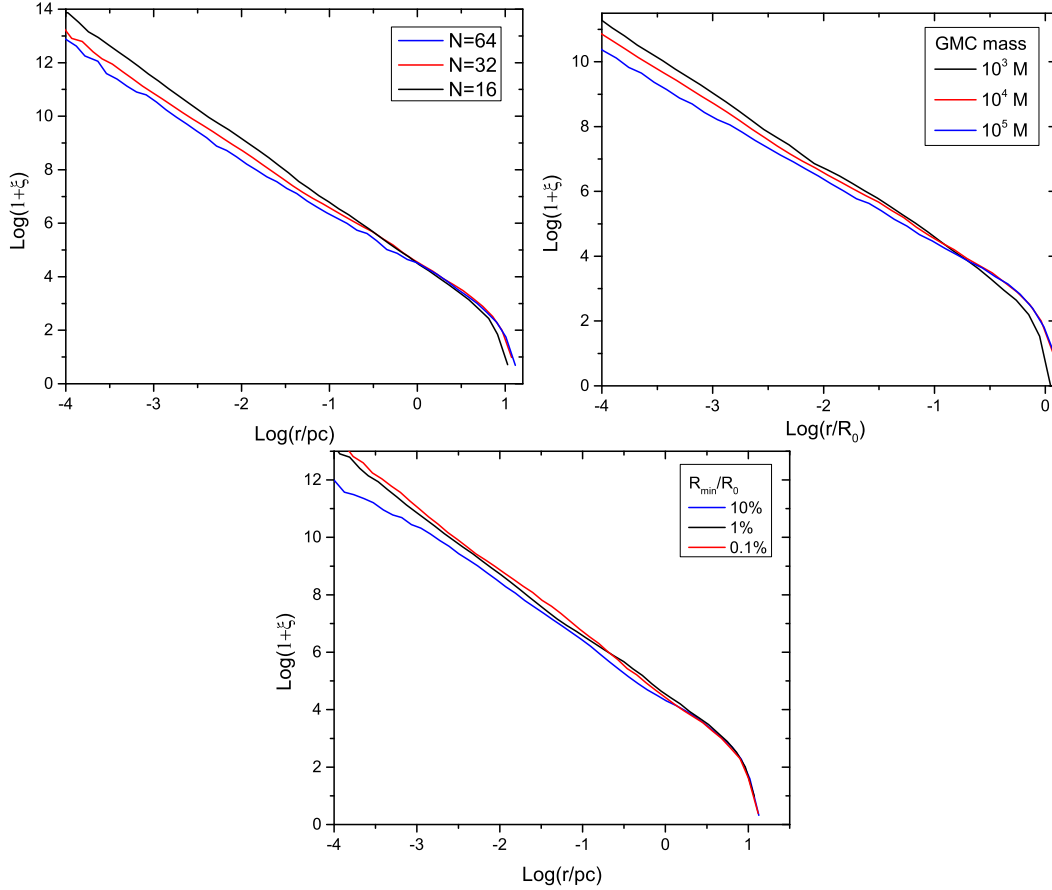 14
12
10
8
6
4
2
0
Log(1+ξ)
N=64
N=32
N=16
-4
-3
-2
-1
0
1
Log(r/pc)
10
8
6
4
2
0
Log(1+ξ)
GMC mass
10³ M
10⁴ M
10⁵ M
-4
-3
-2
-1
0
Log(r/R₀)
12
10
8
6
4
2
0
Log(1+ξ)
R_min/R₀
10%
1%
0.1%
-4
-3
-2
-1
0
1
Log(r/pc)